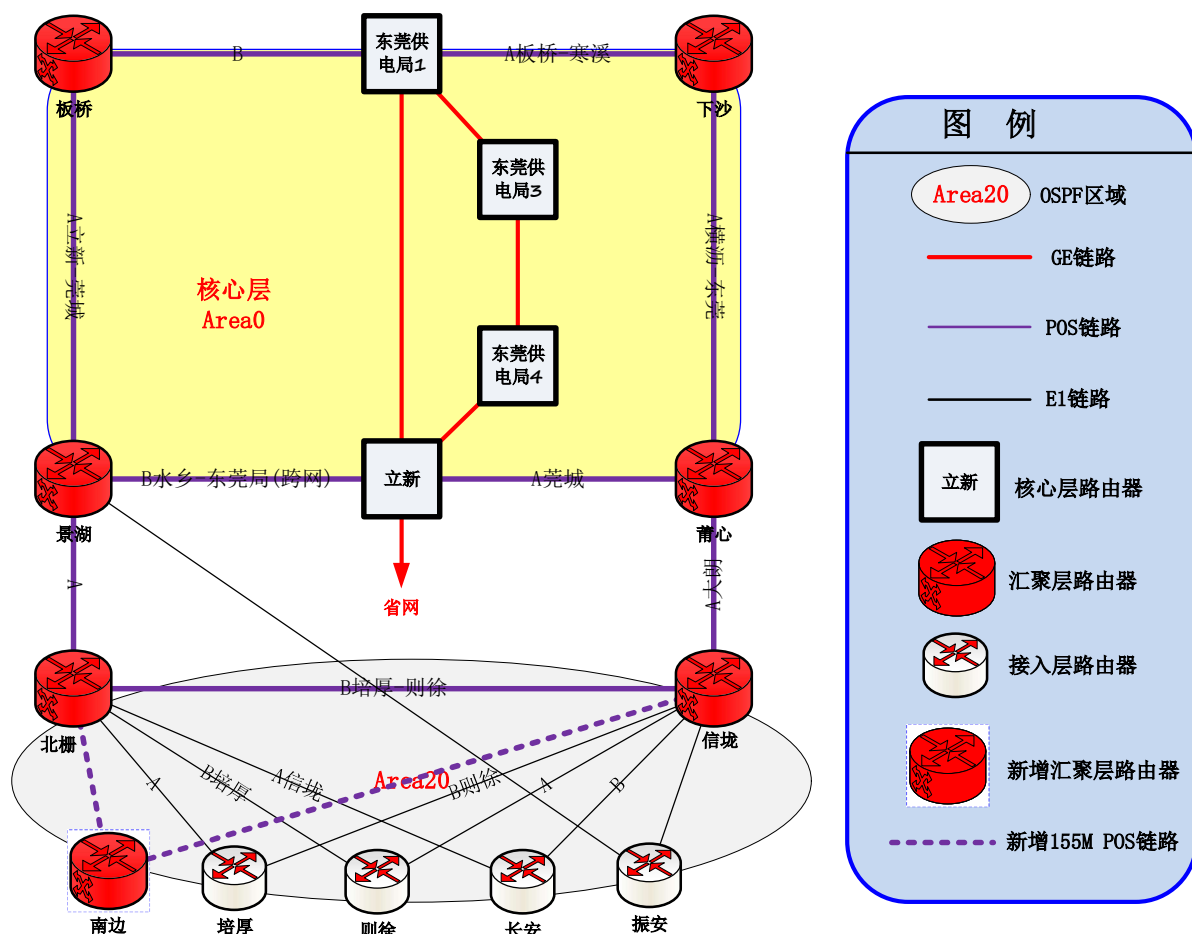 B
东莞供
电局1
A板桥-寒溪
板桥
下沙
东莞供
电局3
A立新-莞城
A横沥-东莞
核心层
Area0
东莞供
电局4
B水乡-东莞局(跨网)
立新
A莞城
景湖
莆心
A
A大朗
省网
B培厚-则徐
北栅
信垅
A
B培厚
A信垅
Area20
B则徐
A
B
南边
培厚
则徐
长安
振安
图 例
Area20
OSPF区域
GE链路
POS链路
E1链路
立新
核心层路由器
汇聚层路由器
接入层路由器
新增汇聚层路由器
新增155M POS链路